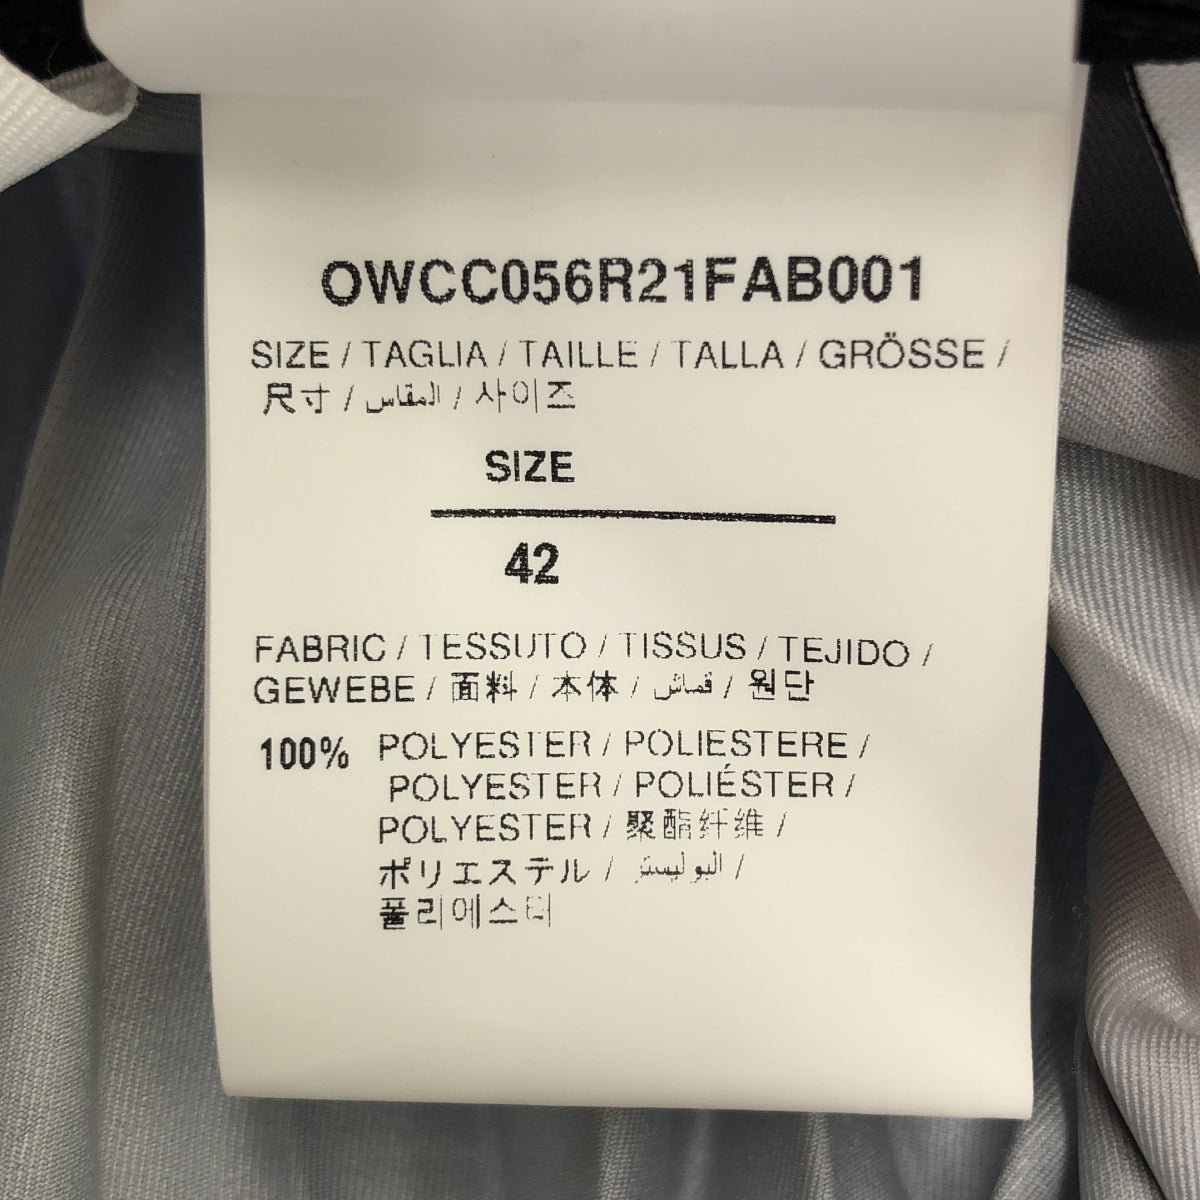 OWCC056R21FAB001
SIZE / TAGLIA / TAILLE / TALLA / GRÖSSE /
尺寸 / المقاس / 사이즈
SIZE
42
FABRIC / TESSUTO / TISSUS / TEJIDO /
GEWEBE / 面料 / 本体 / قماش / 원단
100% POLYESTER / POLIESTERE /
POLYESTER / POLIÉSTER /
POLYESTER / 聚酯纤维 /
ポリエステル / البوليستر /
폴리에스터